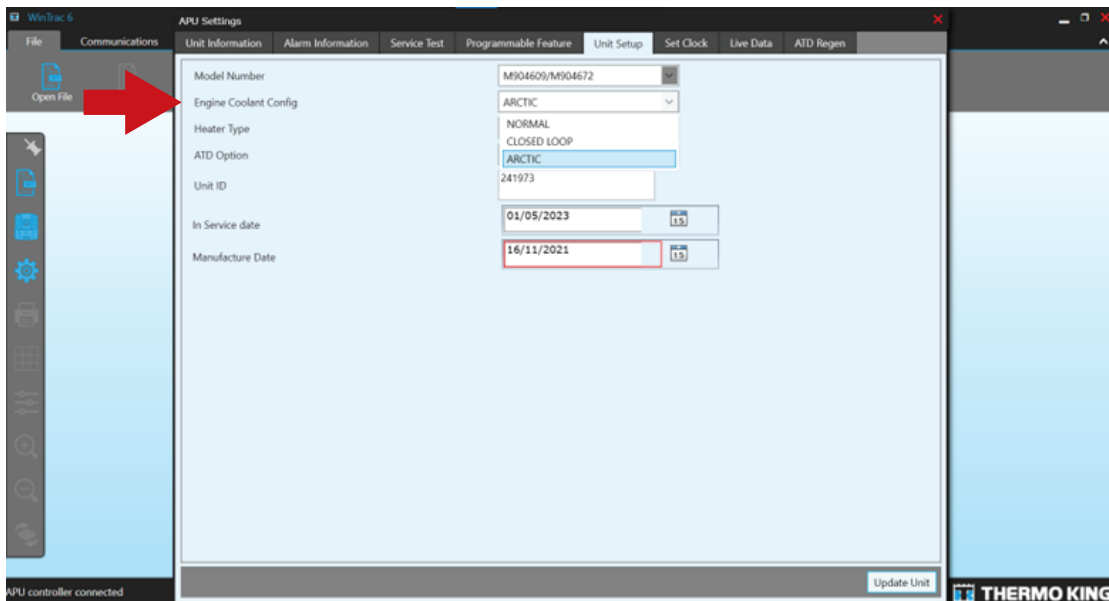 WinTrac 6
File Communications
Open File
APU Settings
Unit Information Alarm Information Service Test Programmable Feature Unit Setup Set Clock Live Data ATD Regen
Model Number M904609/M904672
Engine Coolant Config ARCTIC
Heater Type NORMAL
CLOSED LOOP
ATD Option ARCTIC
Unit ID 241973
In Service date 01/05/2023 15
Manufacture Date 16/11/2021 15
Update Unit
APU controller connected
THERMO KING